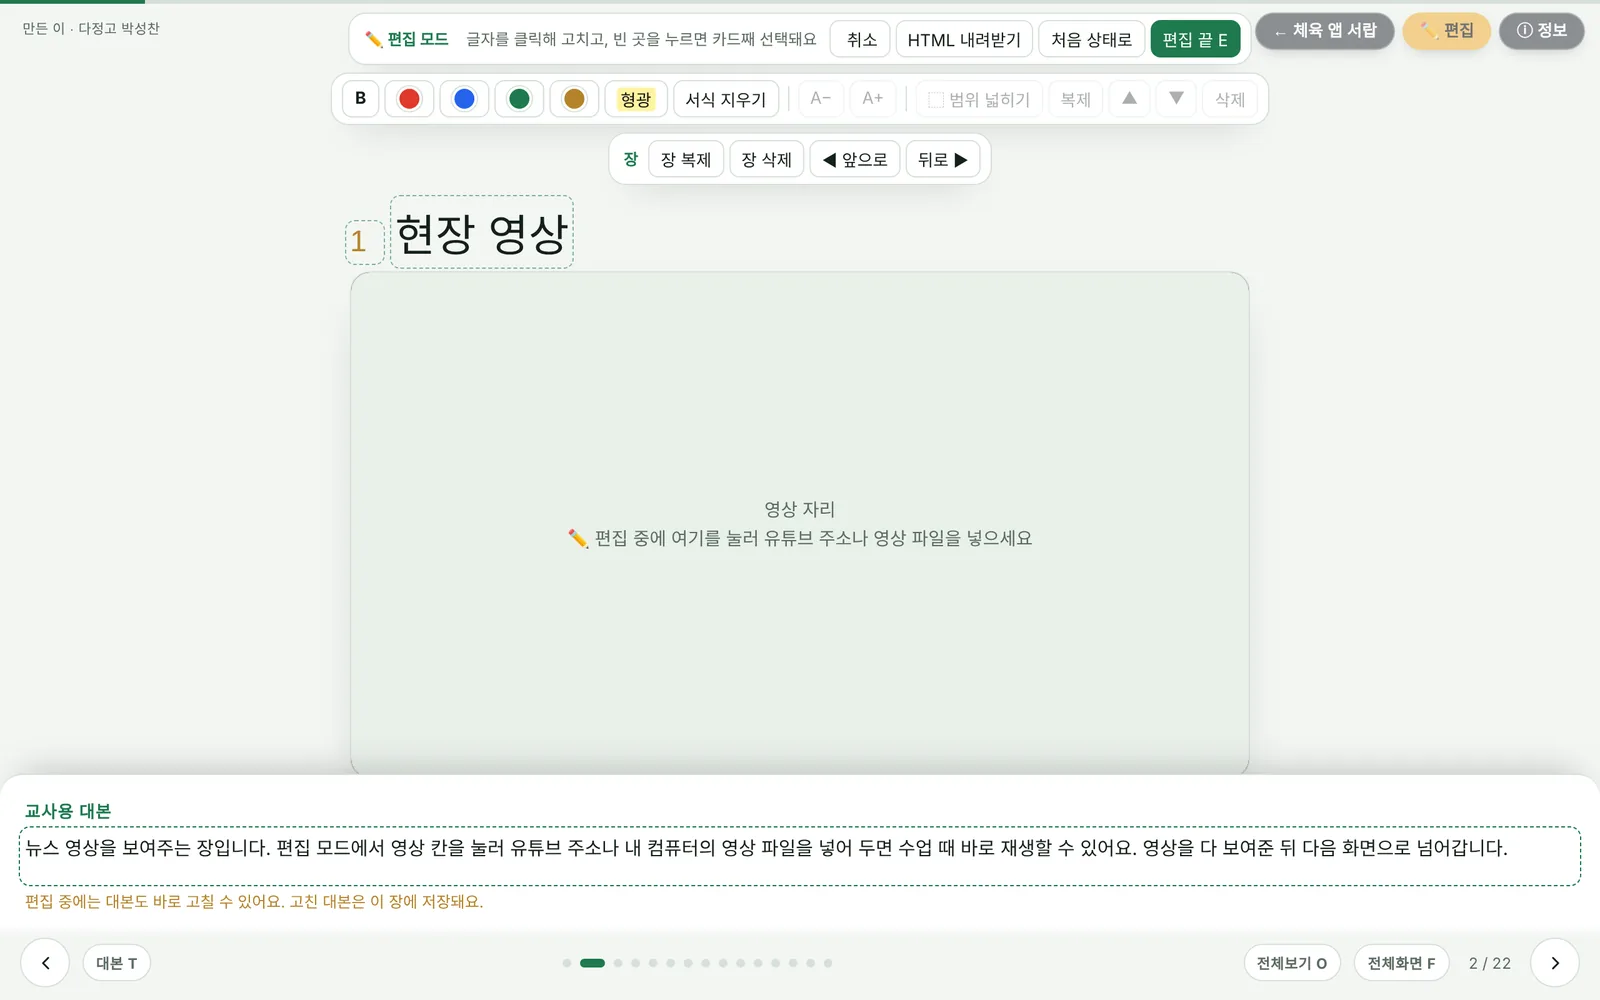 만든 이 · 다정고 박성찬
✏️ 편집 모드 글자를 클릭해 고치고, 빈 곳을 누르면 카드째 선택돼요 취소 HTML 내려받기 처음 상태로 편집 끝 E
← 체육 앱 서랍 ✏️ 편집 ⓘ 정보
B 형광 서식 지우기 A− A+ ⬚ 범위 넓히기 복제 ▲ ▼ 삭제
장 장 복제 장 삭제 ◀ 앞으로 뒤로 ▶
1 현장 영상
영상 자리
✏️ 편집 중에 여기를 눌러 유튜브 주소나 영상 파일을 넣으세요
교사용 대본
뉴스 영상을 보여주는 장입니다. 편집 모드에서 영상 칸을 눌러 유튜브 주소나 내 컴퓨터의 영상 파일을 넣어 두면 수업 때 바로 재생할 수 있어요. 영상을 다 보여준 뒤 다음 화면으로 넘어갑니다.
편집 중에는 대본도 바로 고칠 수 있어요. 고친 대본은 이 장에 저장돼요.
대본 T 전체보기 O 전체화면 F 2 / 22